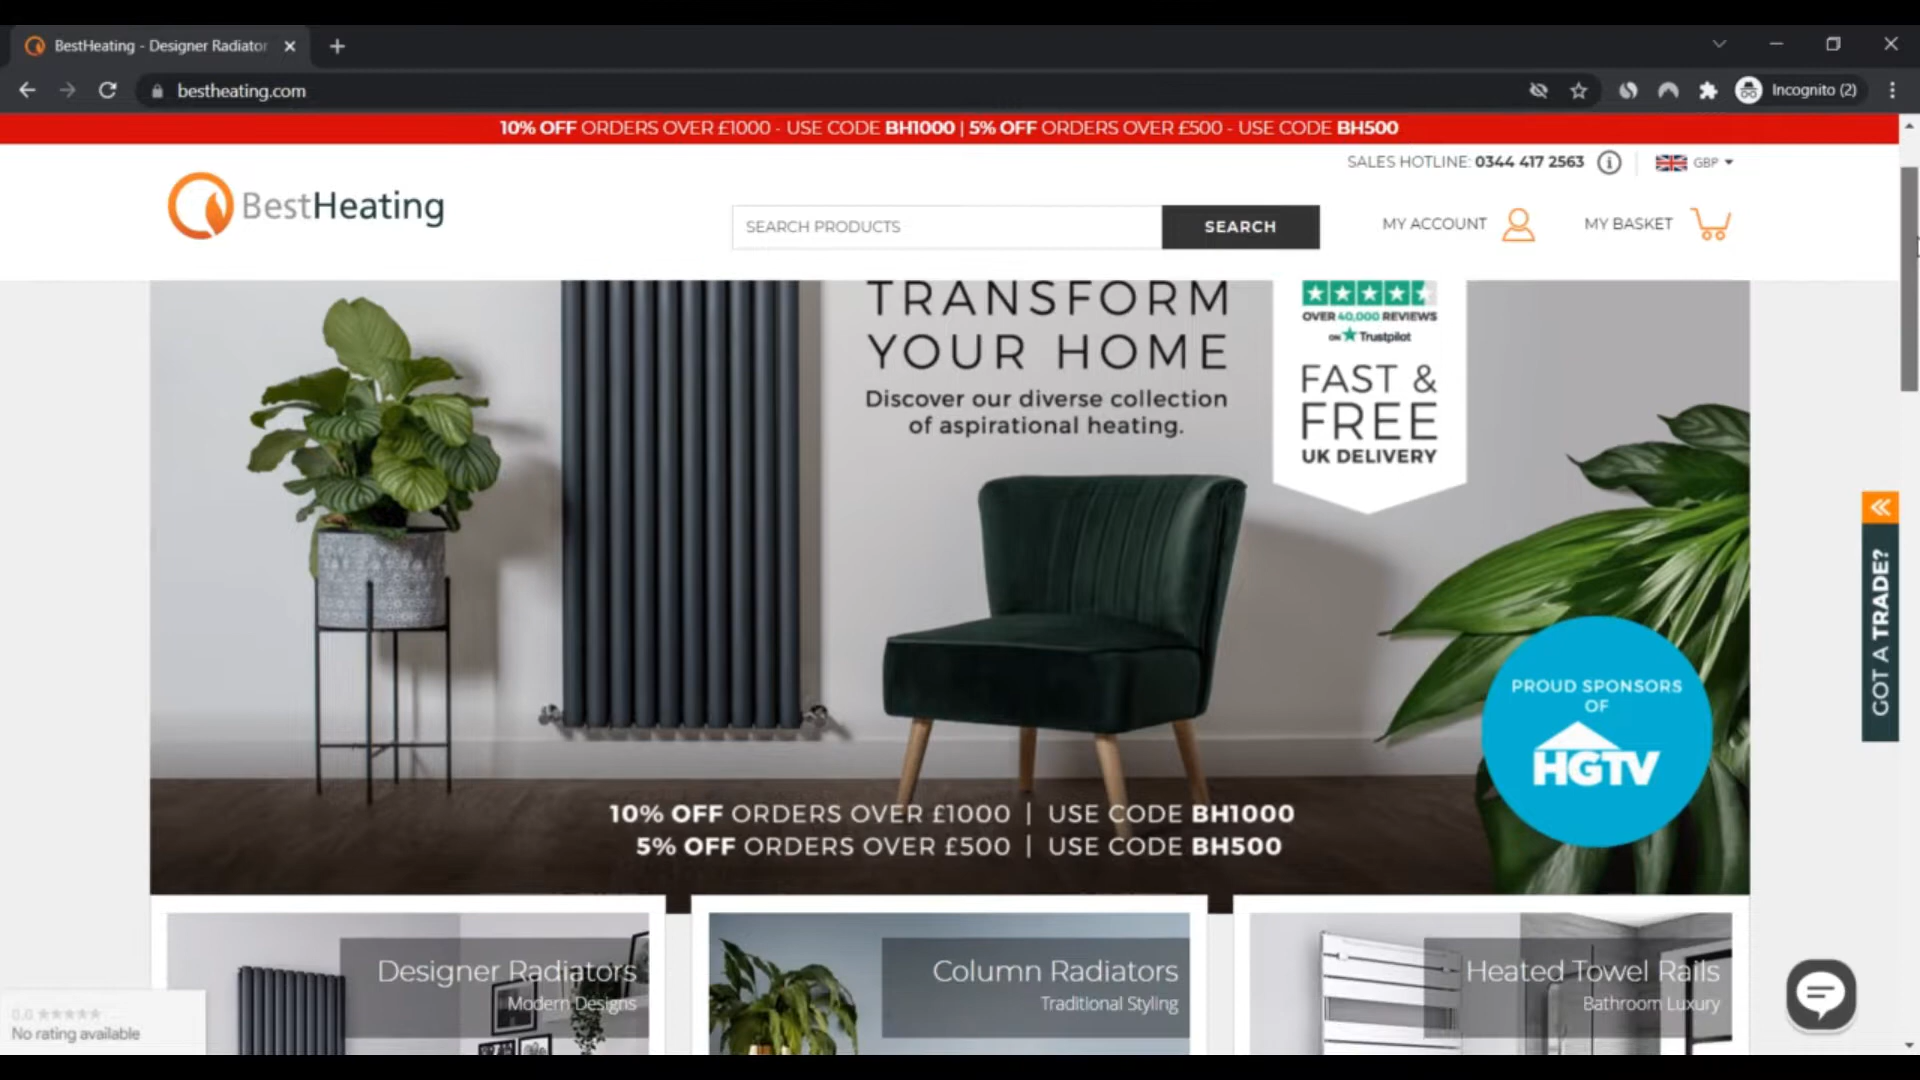 BestHeating - Designer Radiator
bestheating.com
Incognito (2)
10% OFF ORDERS OVER £1000 - USE CODE BH1000 | 5% OFF ORDERS OVER £500 - USE CODE BH500
SALES HOTLINE: 0344 417 2563
GBP
BestHeating
SEARCH PRODUCTS
SEARCH
MY ACCOUNT
MY BASKET
TRANSFORM
YOUR HOME
Discover our diverse collection
of aspirational heating.
OVER 40,000 REVIEWS
ON Trustpilot
FAST &
FREE
UK DELIVERY
GOT A TRADE?
PROUD SPONSORS
OF
HGTV
10% OFF ORDERS OVER £1000 | USE CODE BH1000
5% OFF ORDERS OVER £500 | USE CODE BH500
Designer Radiators
Modern Designs
Column Radiators
Traditional Styling
Heated Towel Rails
Bathroom Luxury
0.0
No rating available